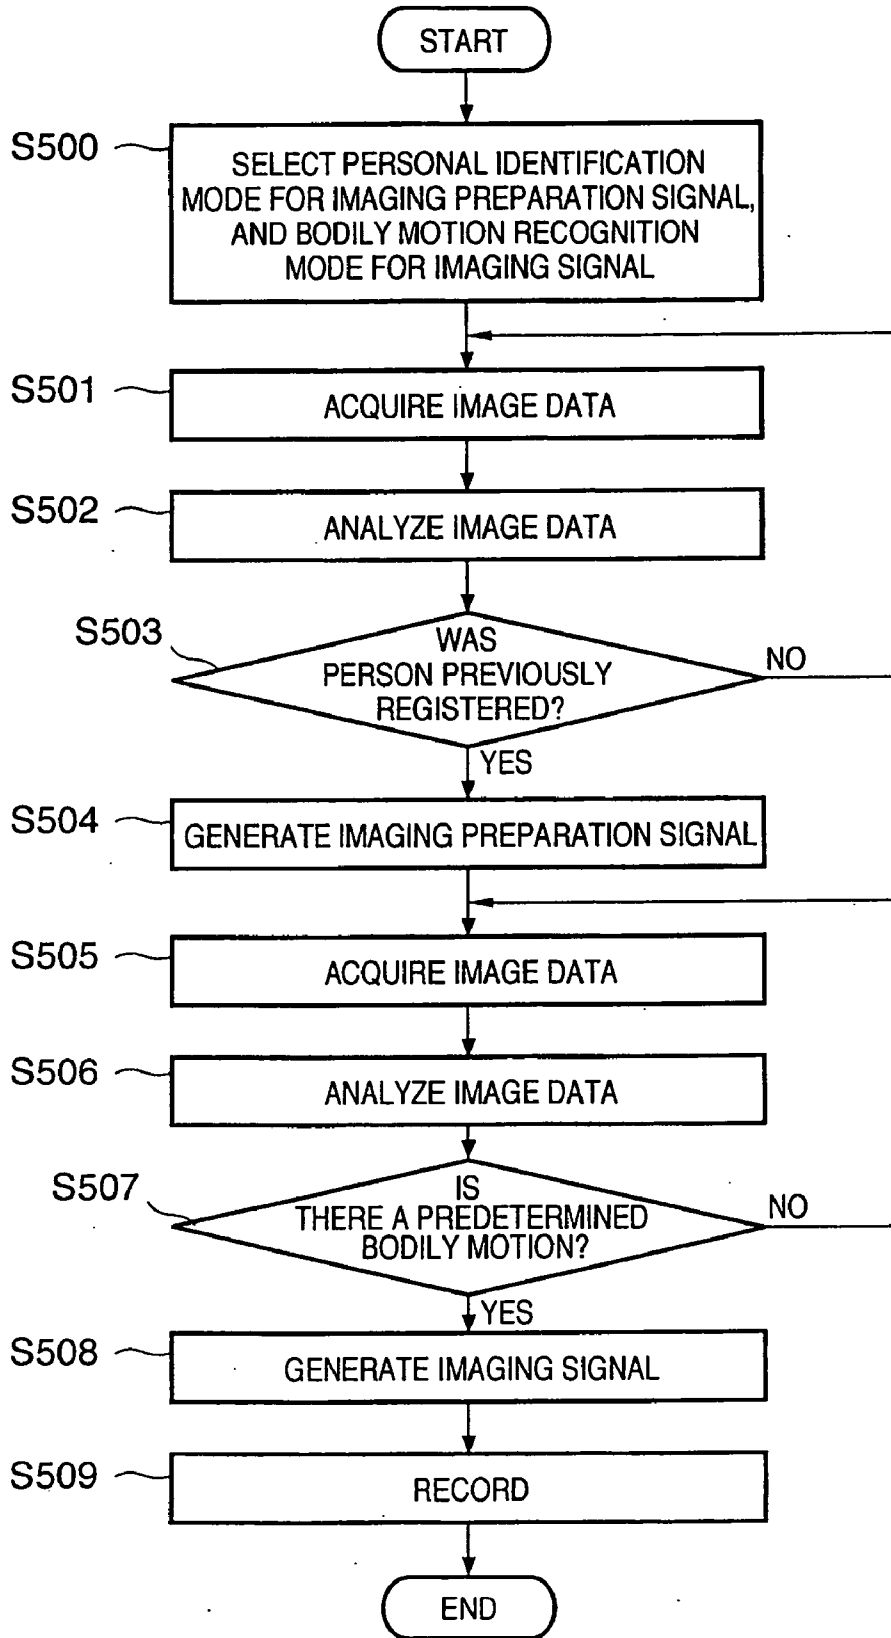 START
S500
SELECT PERSONAL IDENTIFICATION
MODE FOR IMAGING PREPARATION SIGNAL,
AND BODILY MOTION RECOGNITION
MODE FOR IMAGING SIGNAL
S501
ACQUIRE IMAGE DATA
S502
ANALYZE IMAGE DATA
S503
WAS
PERSON PREVIOUSLY
REGISTERED?
NO
YES
S504
GENERATE IMAGING PREPARATION SIGNAL
S505
ACQUIRE IMAGE DATA
S506
ANALYZE IMAGE DATA
S507
IS
THERE A PREDETERMINED
BODILY MOTION?
NO
YES
S508
GENERATE IMAGING SIGNAL
S509
RECORD
END